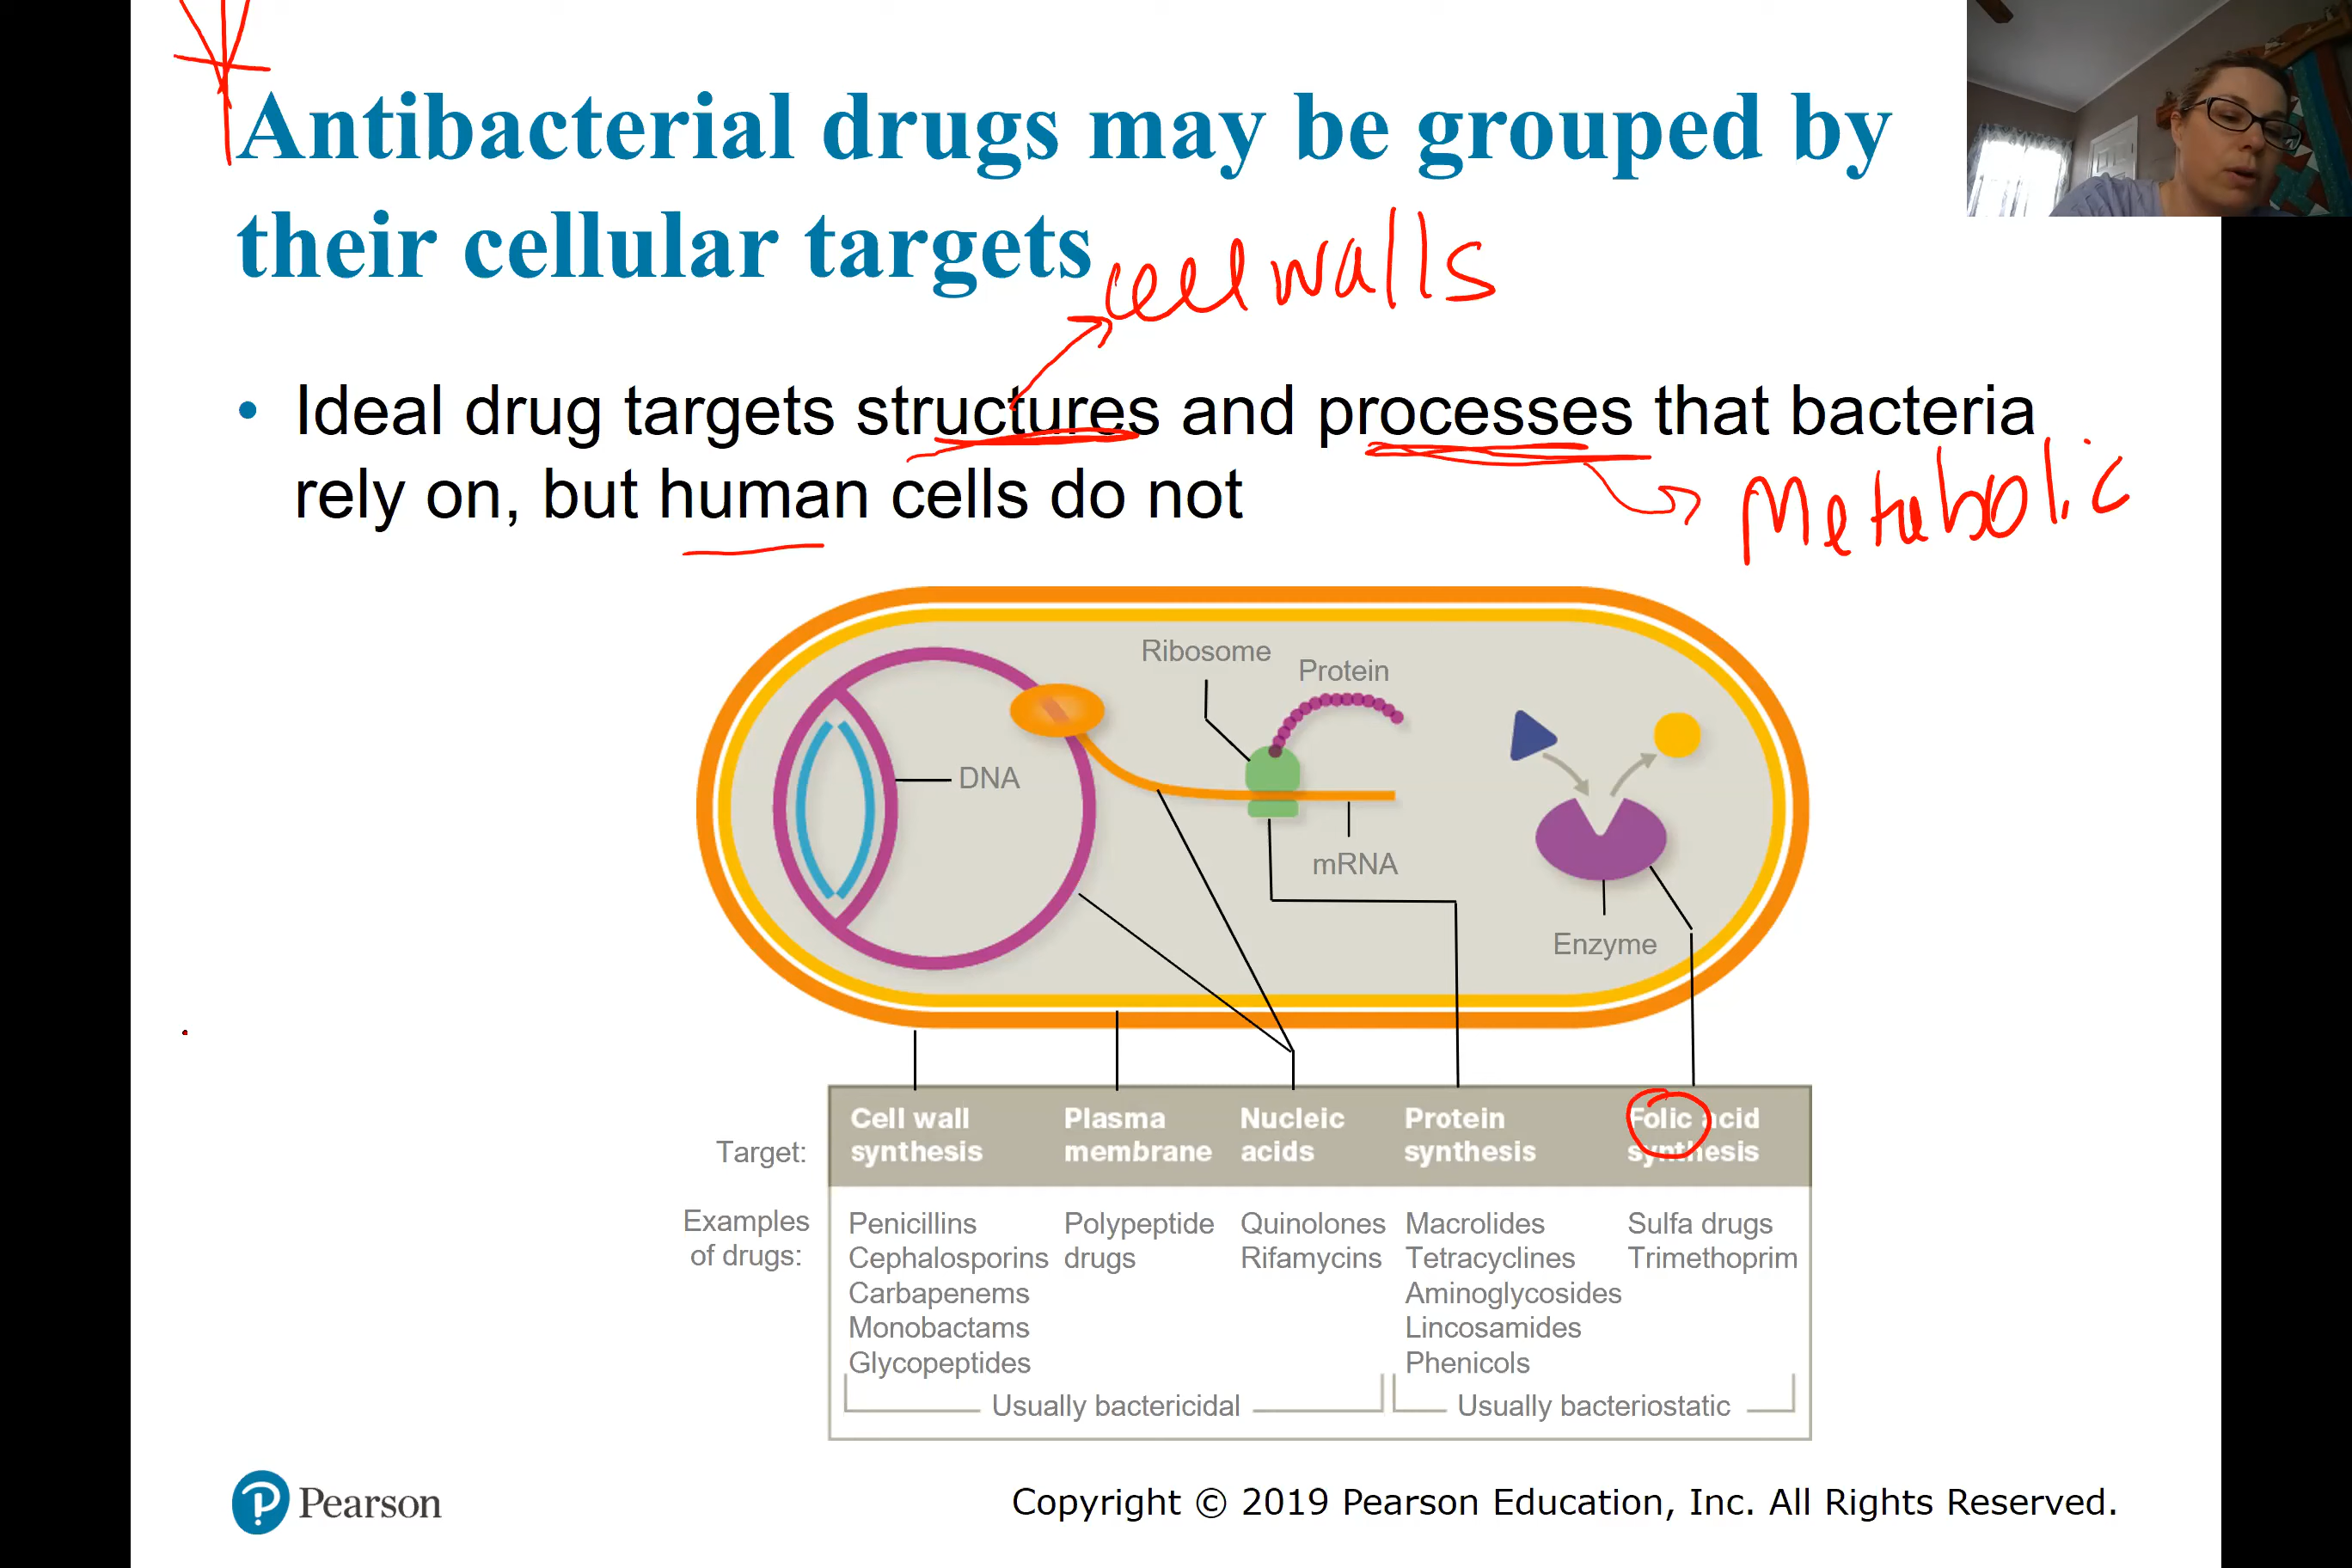 Antibacterial drugs may be grouped by
their cellular targets
cell walls
• Ideal drug targets structures and processes that bacteria
rely on, but human cells do not
Metabolic
Ribosome
Protein
DNA
mRNA
Enzyme
Target:
Cell wall synthesis
Plasma membrane
Nucleic acids
Protein synthesis
Folic acid synthesis
Examples of drugs:
Penicillins
Cephalosporins
Carbapenems
Monobactams
Glycopeptides
Polypeptide drugs
Quinolones
Rifamycins
Macrolides
Tetracyclines
Aminoglycosides
Lincosamides
Phenicols
Sulfa drugs
Trimethoprim
Usually bactericidal
Usually bacteriostatic
Pearson
Copyright © 2019 Pearson Education, Inc. All Rights Reserved.